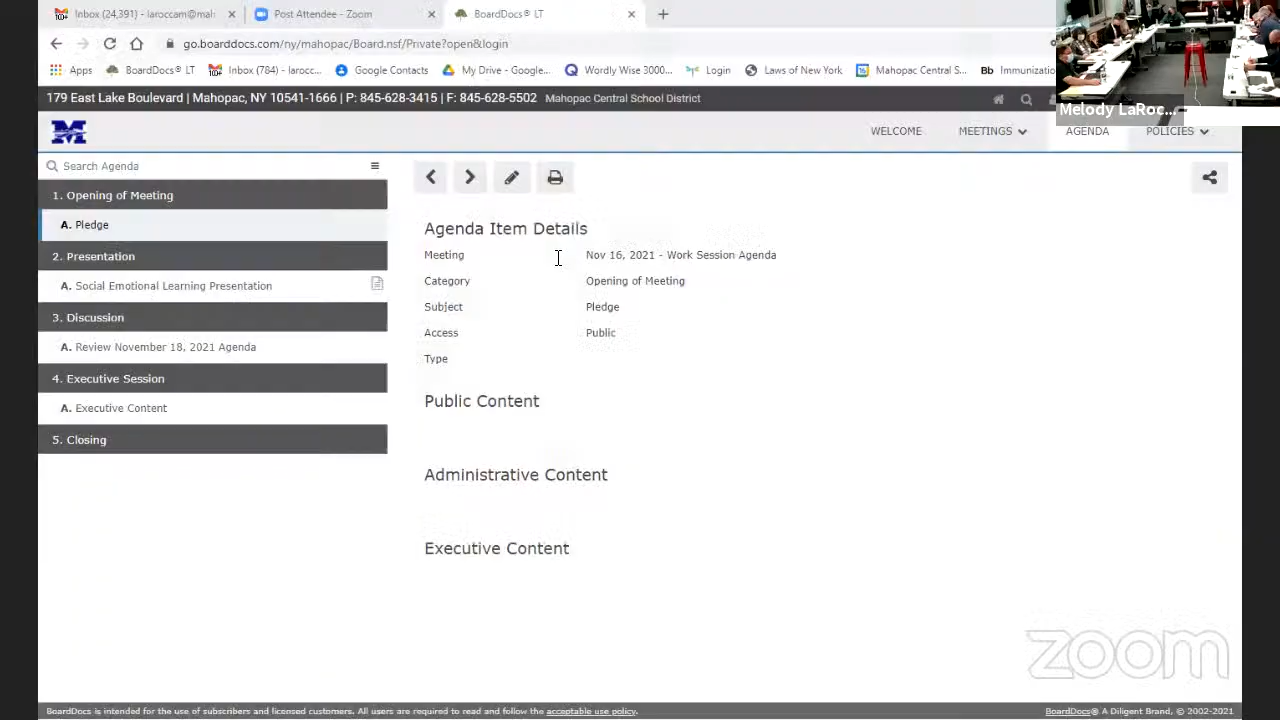 Inbox (24,391) - laroccam@mah
Post Attendee - Zoom
BoardDocs® LT
go.boarddocs.com/ny/mahopac/Board.nsf/Private?open&login
Apps
BoardDocs® LT
Inbox (784) - larocc...
Google Contacts
My Drive - Google...
Wordly Wise 3000...
Login
Laws of New York
Mahopac Central S...
Bb Immunizatio
179 East Lake Boulevard | Mahopac, NY 10541-1666 | P: 845-628-3415 | F: 845-628-5502 Mahopac Central School District
Melody LaRoc...
M
WELCOME
MEETINGS
AGENDA
POLICIES
Search Agenda
1. Opening of Meeting
A. Pledge
2. Presentation
A. Social Emotional Learning Presentation
3. Discussion
A. Review November 18, 2021 Agenda
4. Executive Session
A. Executive Content
5. Closing
Agenda Item Details
Meeting Nov 16, 2021 - Work Session Agenda
Category Opening of Meeting
Subject Pledge
Access Public
Type
Public Content
Administrative Content
Executive Content
zoom
BoardDocs is intended for the use of subscribers and licensed customers. All users are required to read and follow the acceptable use policy.
BoardDocs® A Diligent Brand, © 2002-2021